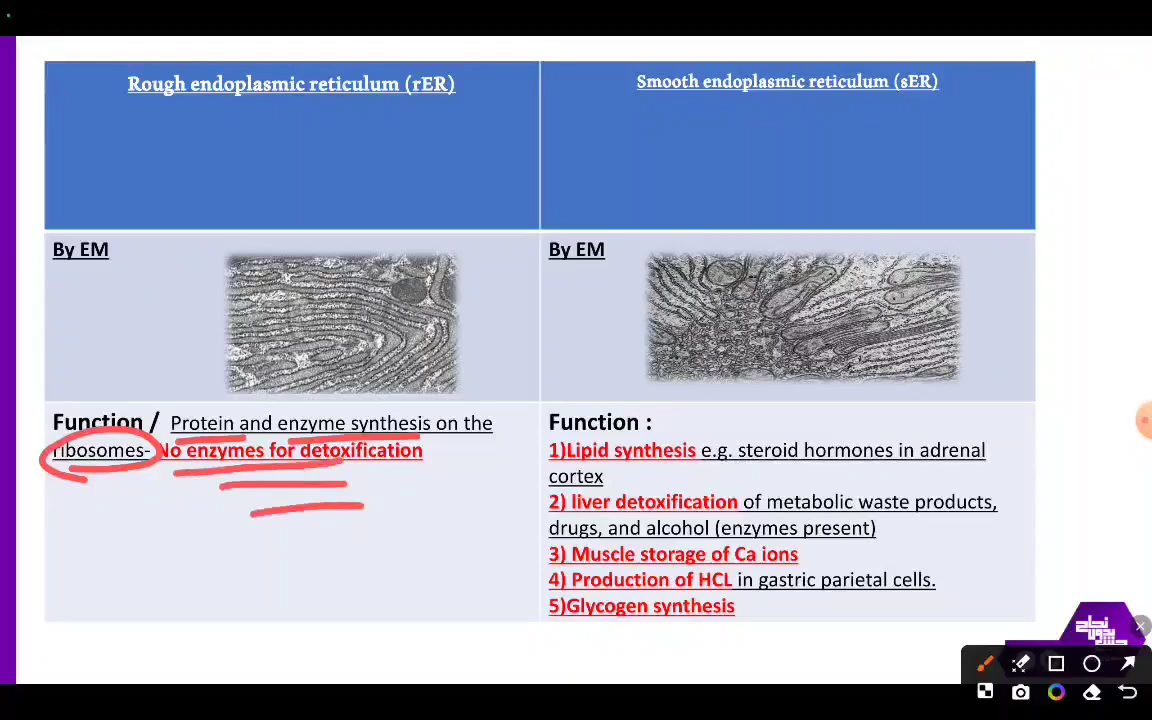 Rough endoplasmic reticulum (rER)
Smooth endoplasmic reticulum (sER)
By EM
By EM
Function / Protein and enzyme synthesis on the
ribosomes- No enzymes for detoxification
Function :
1)Lipid synthesis e.g. steroid hormones in adrenal
cortex
2) liver detoxification of metabolic waste products,
drugs, and alcohol (enzymes present)
3) Muscle storage of Ca ions
4) Production of HCL in gastric parietal cells.
5)Glycogen synthesis